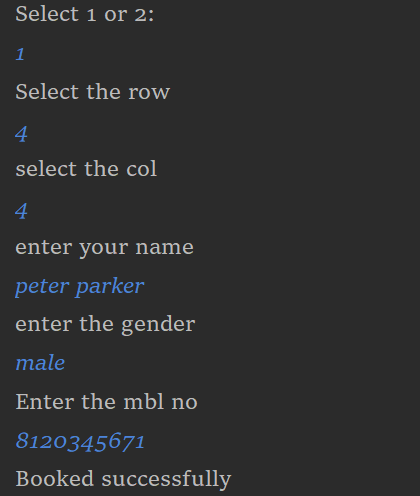 Select 1 or 2:
1
Select the row
4
select the col
4
enter your name
peter parker
enter the gender
male
Enter the mbl no
8120345671
Booked successfully